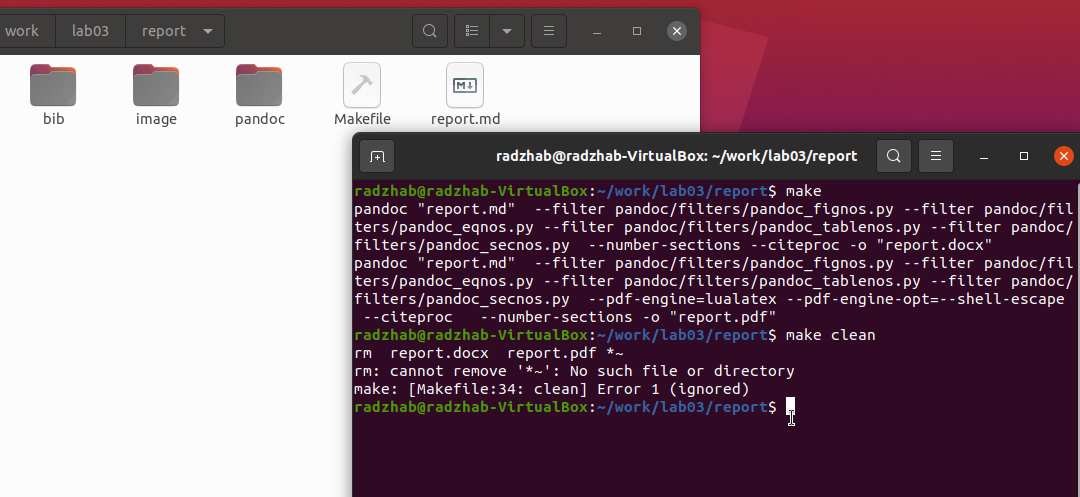 work lab03 report
bib image pandoc Makefile report.md
radzhab@radzhab-VirtualBox: ~/work/lab03/report
radzhab@radzhab-VirtualBox:~/work/lab03/report$ make
pandoc "report.md"  --filter pandoc/filters/pandoc_fignos.py --filter pandoc/fil
ters/pandoc_eqnos.py --filter pandoc/filters/pandoc_tablenos.py --filter pandoc/
filters/pandoc_secnos.py  --number-sections --citeproc -o "report.docx"
pandoc "report.md"  --filter pandoc/filters/pandoc_fignos.py --filter pandoc/fil
ters/pandoc_eqnos.py --filter pandoc/filters/pandoc_tablenos.py --filter pandoc/
filters/pandoc_secnos.py  --pdf-engine=lualatex --pdf-engine-opt=--shell-escape
 --citeproc   --number-sections -o "report.pdf"
radzhab@radzhab-VirtualBox:~/work/lab03/report$ make clean
rm  report.docx  report.pdf *~
rm: cannot remove '*~': No such file or directory
make: [Makefile:34: clean] Error 1 (ignored)
radzhab@radzhab-VirtualBox:~/work/lab03/report$